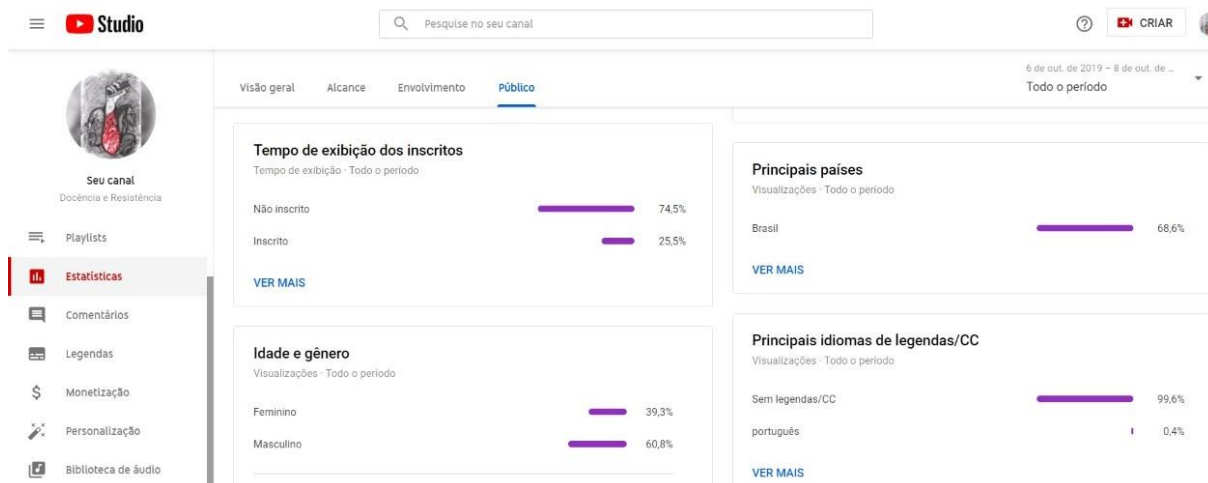 Studio
Pesquise no seu canal
CRIAR
Seu canal
Docência e Resistência
Playlists
Estatísticas
Comentários
Legendas
Monetização
Personalização
Biblioteca de áudio
Visão geral
Alcance
Envolvimento
Público
6 de out. de 2019 – 8 de out. de ...
Todo o período
Tempo de exibição dos inscritos
Tempo de exibição · Todo o período
Não inscrito 74,5%
Inscrito 25,5%
VER MAIS
Idade e gênero
Visualizações · Todo o período
Feminino 39,3%
Masculino 60,8%
Principais países
Visualizações · Todo o período
Brasil 68,6%
VER MAIS
Principais idiomas de legendas/CC
Visualizações · Todo o período
Sem legendas/CC 99,6%
português 0,4%
VER MAIS